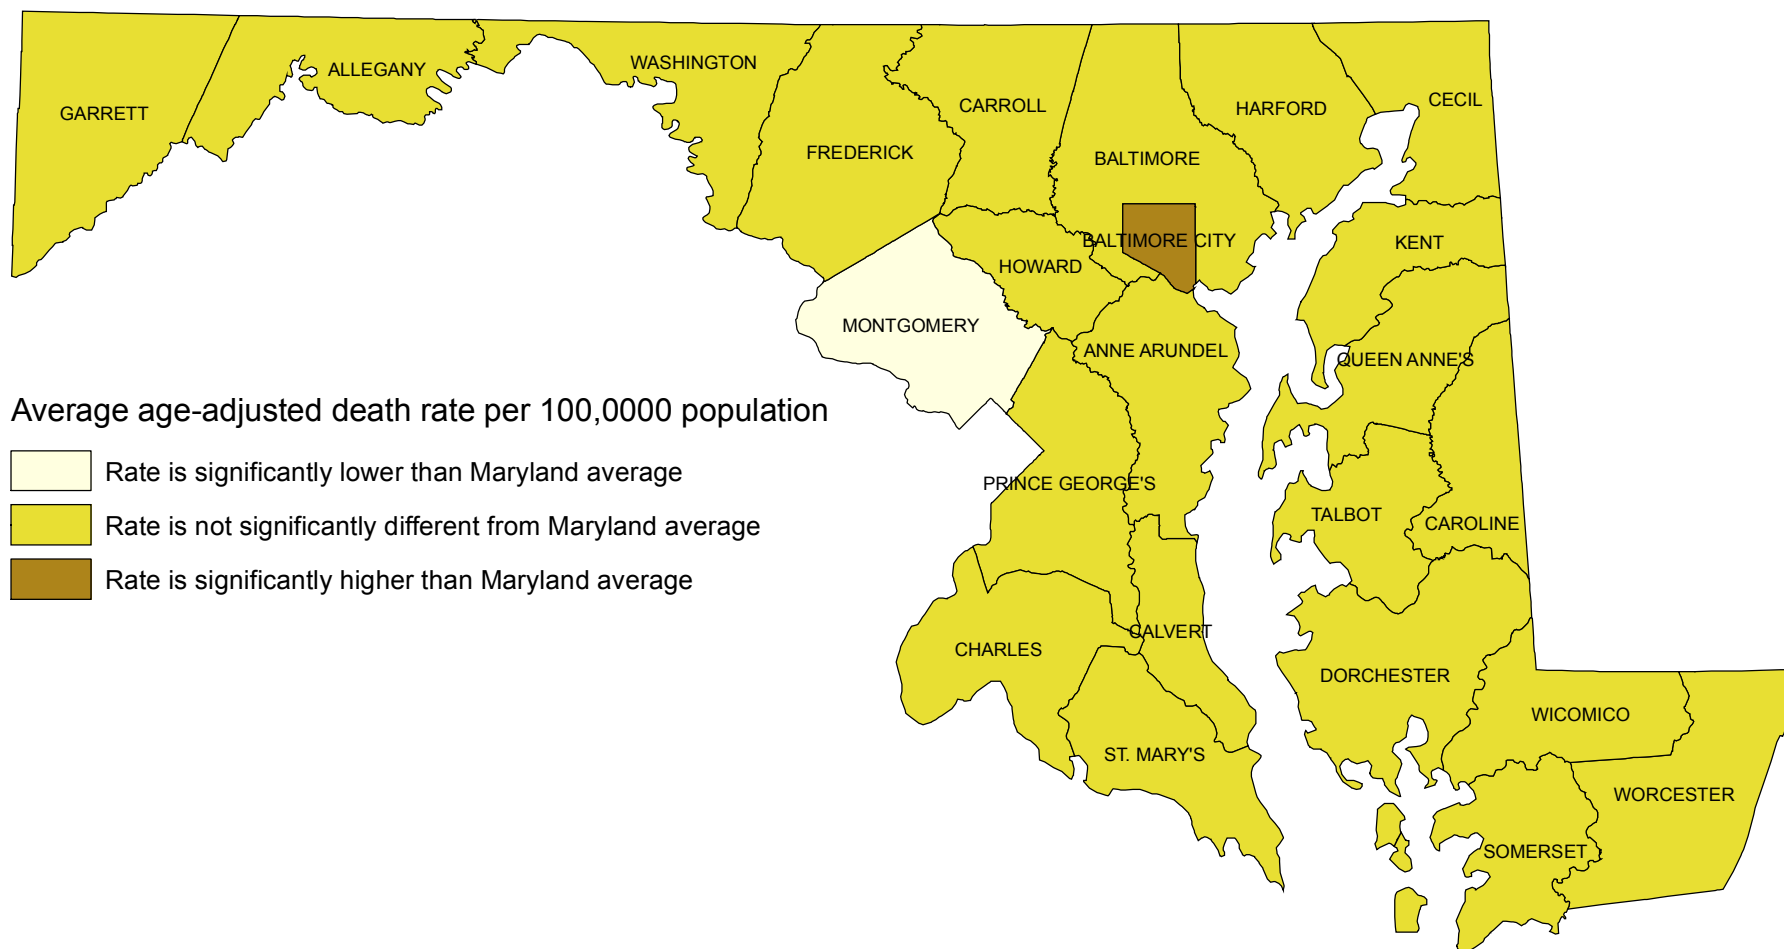 WASHINGTON
ALLEGANY
GARRETT
CARROLL
HARFORD
CECIL
FREDERICK
BALTIMORE
BALTIMORE CITY
KENT
HOWARD
MONTGOMERY
ANNE ARUNDEL
QUEEN ANNE'S
Average age-adjusted death rate per 100,0000 population
Rate is significantly lower than Maryland average
Rate is not significantly different from Maryland average
Rate is significantly higher than Maryland average
PRINCE GEORGE'S
TALBOT
CAROLINE
CALVERT
CHARLES
DORCHESTER
WICOMICO
ST. MARY'S
WORCESTER
SOMERSET